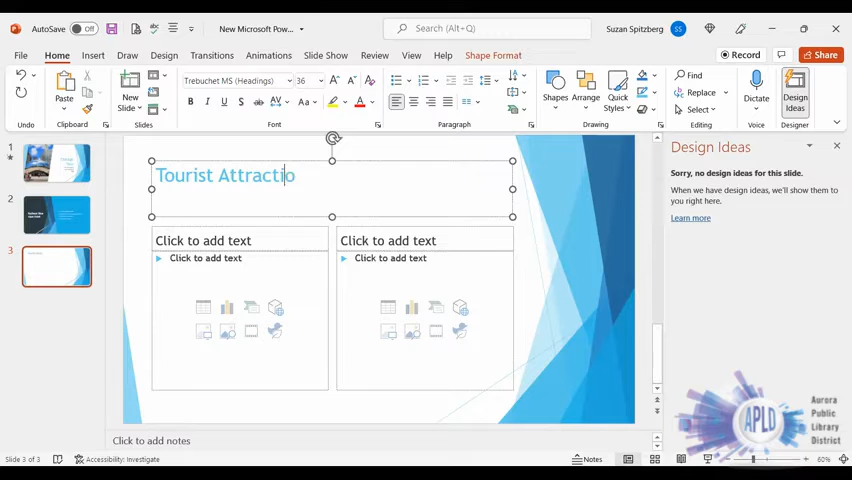 AutoSave
Off
New Microsoft Pow...
Search (Alt+Q)
Suzan Spitzberg
SS
File
Home
Insert
Draw
Design
Transitions
Animations
Slide Show
Review
View
Help
Shape Format
Record
Share
Paste
New
Slide
Trebuchet MS (Headings)
36
Shapes
Arrange
Quick
Styles
Find
Replace
Select
Dictate
Design
Ideas
Clipboard
Slides
Font
Paragraph
Drawing
Editing
Voice
Designer
1
2
3
Tourist Attractio
Click to add text
Click to add text
Click to add text
Click to add text
Design Ideas
Sorry, no design ideas for this slide.
When we have design ideas, we'll show them to
you right here.
Learn more
APLD
Aurora
Public
Library
District
Click to add notes
Slide 3 of 3
Accessibility: Investigate
Notes
60%